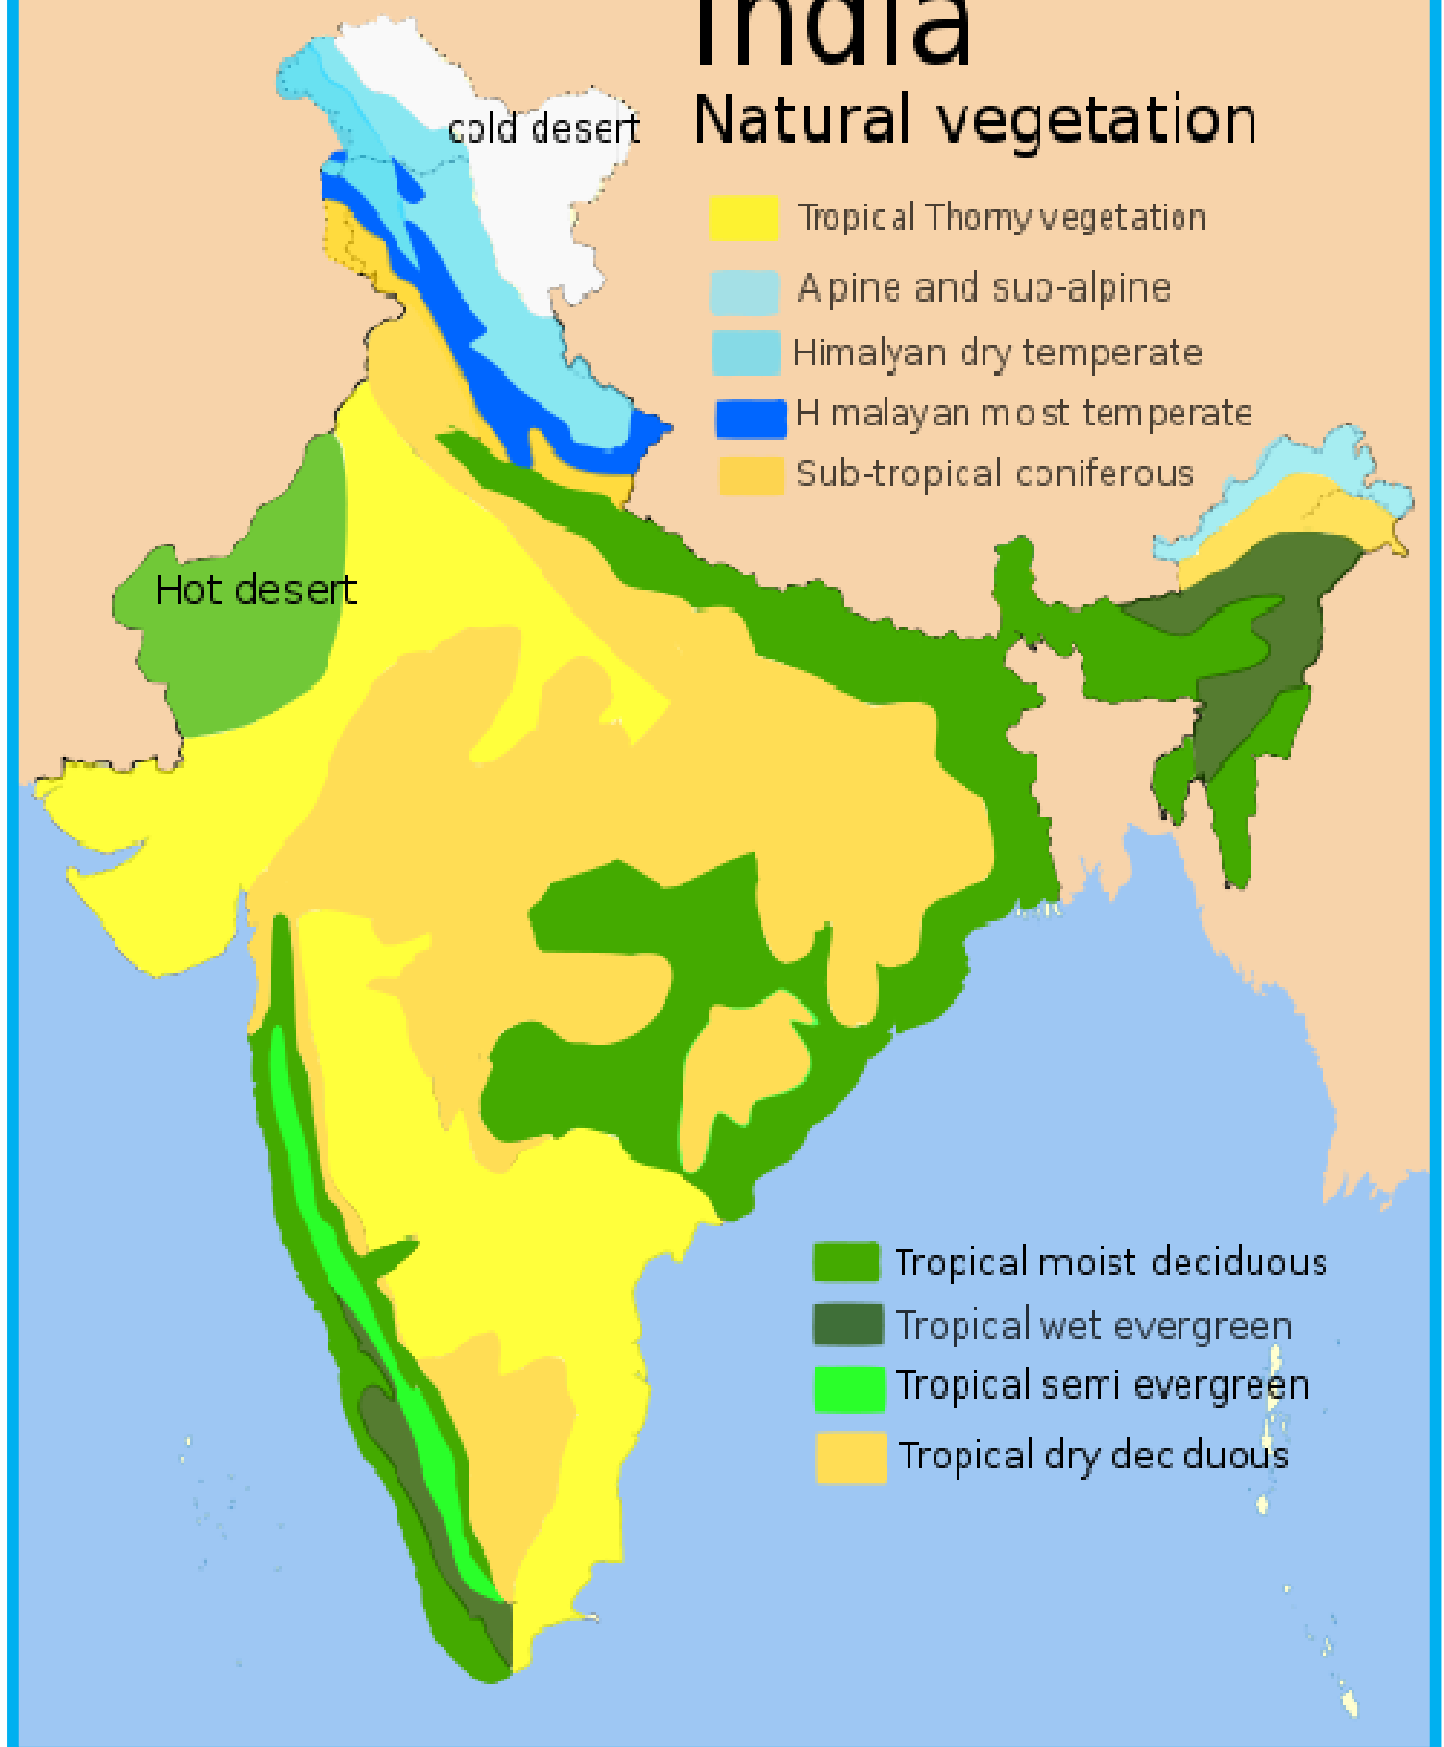 India
Natural vegetation
cold desert
Tropical Thorny vegetation
Apine and sub-alpine
Himalyan dry temperate
H malayan most temperate
Sub-tropical coniferous
Hot desert
Tropical moist deciduous
Tropical wet evergreen
Tropical semi evergreen
Tropical dry dec duous